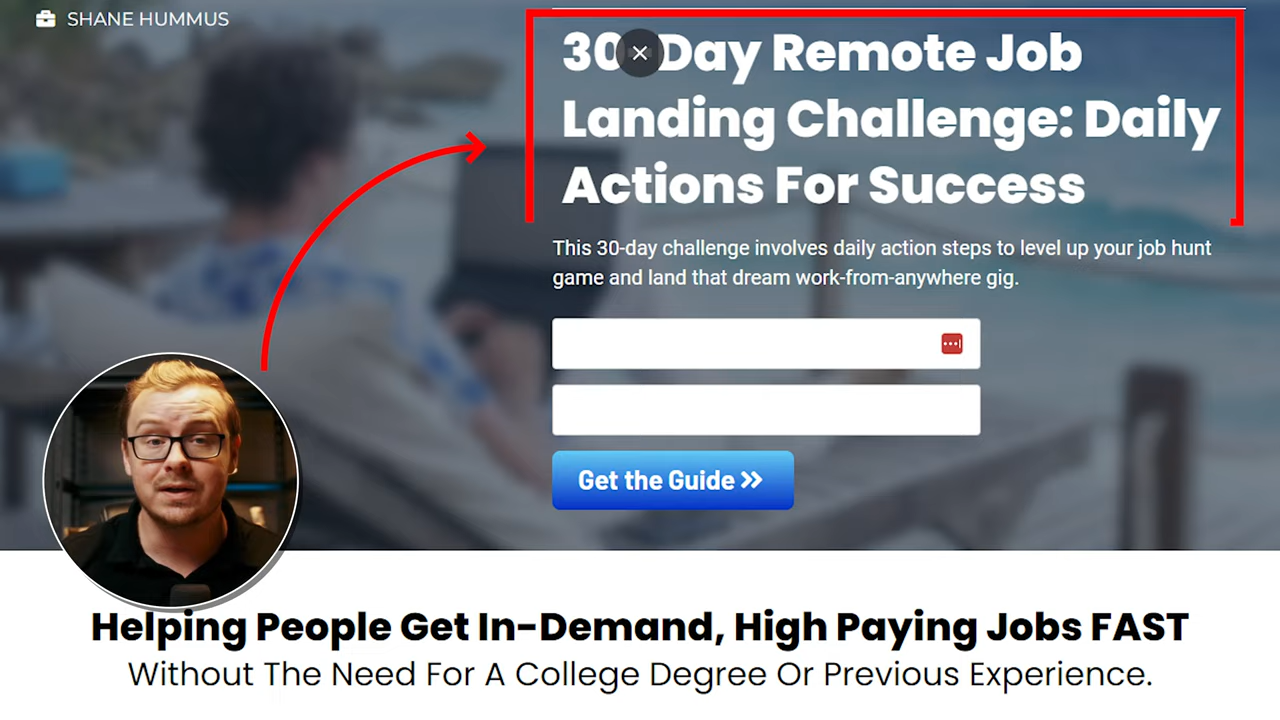 SHANE HUMMUS
30-Day Remote Job
Landing Challenge: Daily
Actions For Success
This 30-day challenge involves daily action steps to level up your job hunt
game and land that dream work-from-anywhere gig.
Get the Guide »
Helping People Get In-Demand, High Paying Jobs FAST
Without The Need For A College Degree Or Previous Experience.